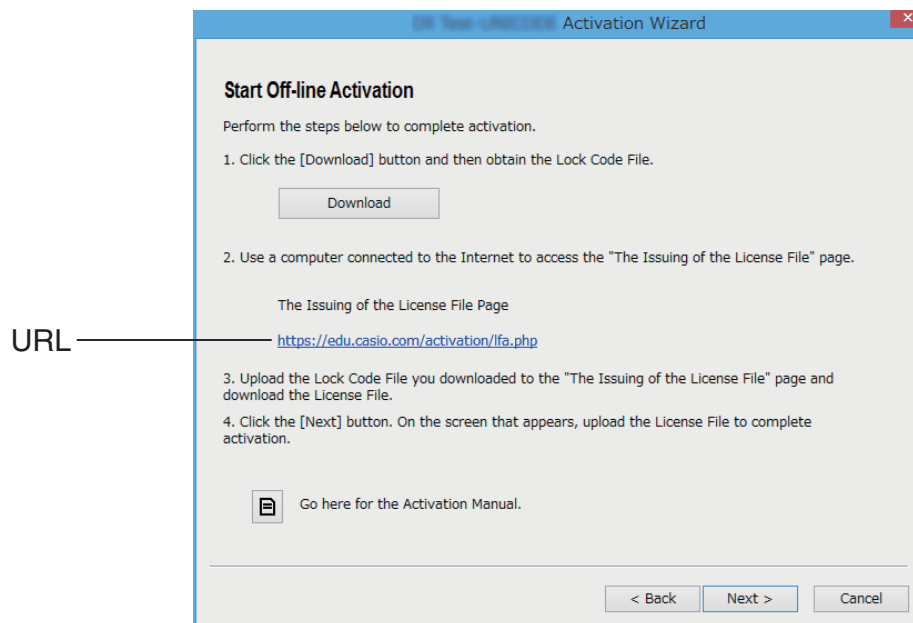 Activation Wizard
Start Off-line Activation
Perform the steps below to complete activation.
1. Click the [Download] button and then obtain the Lock Code File.
Download
2. Use a computer connected to the Internet to access the "The Issuing of the License File" page.
The Issuing of the License File Page
URL
https://edu.casio.com/activation/lfa.php
3. Upload the Lock Code File you downloaded to the "The Issuing of the License File" page and
download the License File.
4. Click the [Next] button. On the screen that appears, upload the License File to complete
activation.
Go here for the Activation Manual.
< Back
Next >
Cancel